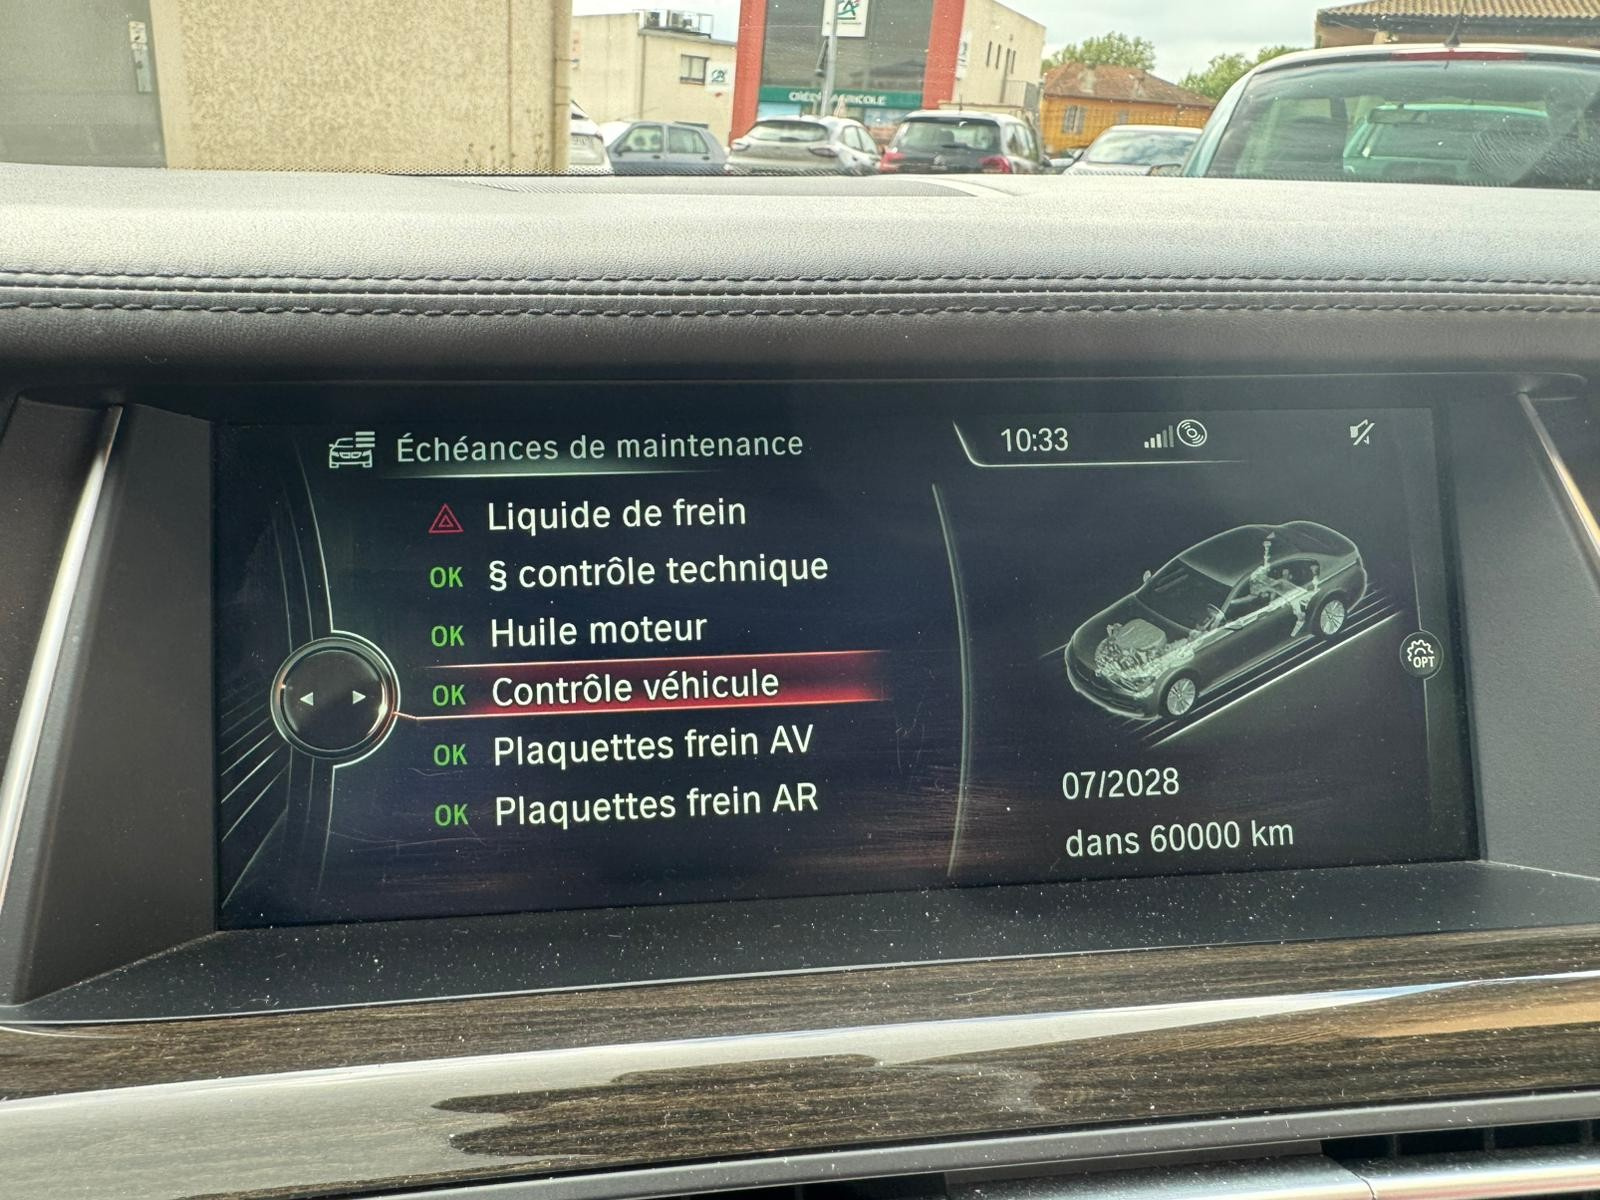 CRÉDIT AGRICOLE
Échéances de maintenance
10:33
Liquide de frein
OK § contrôle technique
OK Huile moteur
OK Contrôle véhicule
OK Plaquettes frein AV
OK Plaquettes frein AR
OPT
07/2028
dans 60000 km